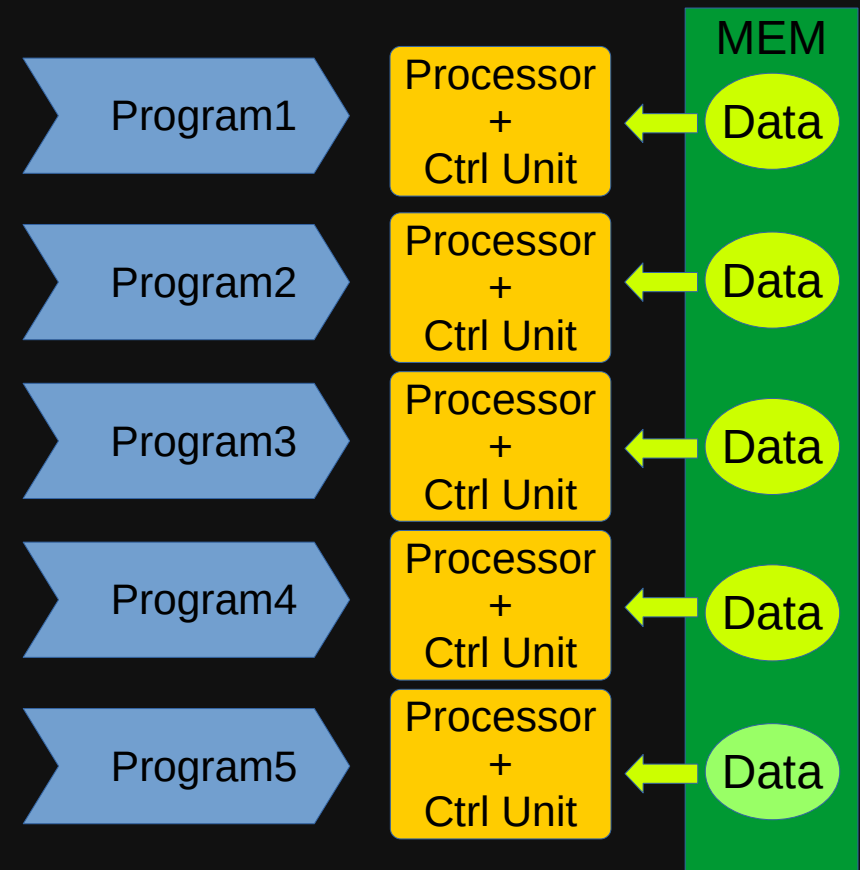 MEM
Program1
Processor
+
Ctrl Unit
Data
Program2
Processor
+
Ctrl Unit
Data
Program3
Processor
+
Ctrl Unit
Data
Program4
Processor
+
Ctrl Unit
Data
Program5
Processor
+
Ctrl Unit
Data